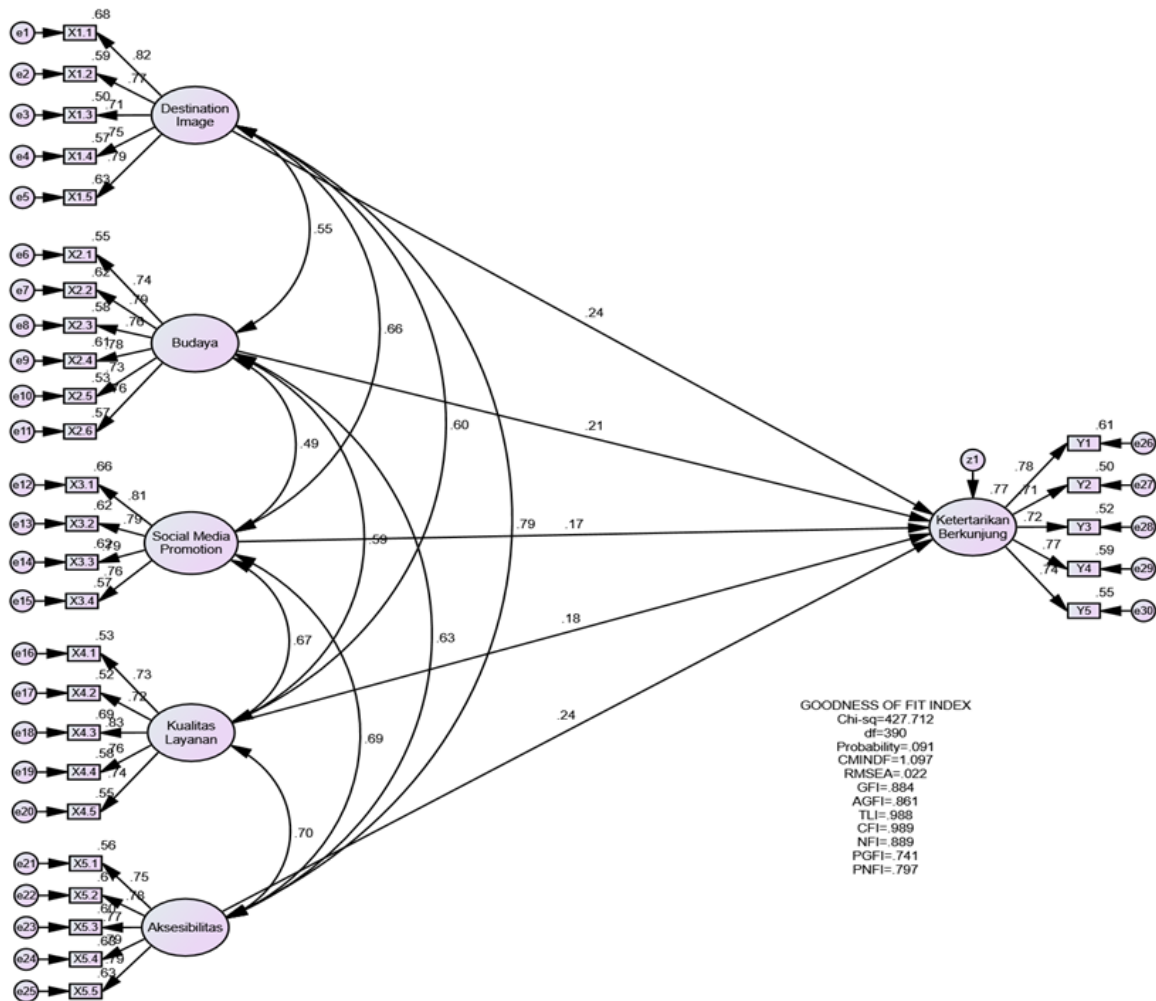 .68
e1 X1.1
.82
.59
e2 X1.2
.77
.50
e3 X1.3
.71
.57
e4 X1.4
.75
.79
.63
e5 X1.5
Destination
Image
.55
e6 X2.1
.74
.62
e7 X2.2
.79
.58
e8 X2.3
.76
.61
e9 X2.4
.78
.73
.53
e10 X2.5
.76
.57
e11 X2.6
Budaya
.66
e12 X3.1
.81
.62
e13 X3.2
.79
.62
e14 X3.3
.79
.76
.57
e15 X3.4
Social Media
Promotion
.53
e16 X4.1
.73
.52
e17 X4.2
.72
.69
e18 X4.3
.83
.76
.58
e19 X4.4
.74
.55
e20 X4.5
Kualitas
Layanan
.56
e21 X5.1
.75
e22 X5.2
.78
.60
e23 X5.3
.77
e24 X5.4
.79
.79
.63
e25 X5.5
Aksesibilitas
.55
.66
.60
.49
.79
.59
.67
.63
.69
.70
.24
.21
.17
.18
.24
z1
.77
Ketertarikan
Berkunjung
.61
.78
Y1 e26
.50
.71
Y2 e27
.52
.72
Y3 e28
.59
.77
Y4 e29
.55
.74
Y5 e30
GOODNESS OF FIT INDEX
Chi-sq=427.712
df=390
Probability=.091
CMINDF=1.097
RMSEA=.022
GFI=.884
AGFI=.861
TLI=.988
CFI=.989
NFI=.889
PGFI=.741
PNFI=.797